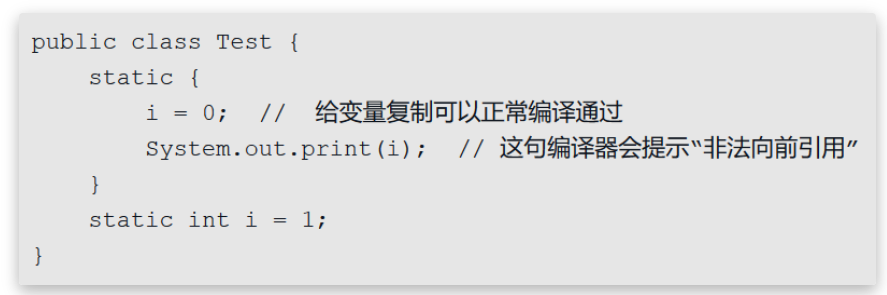 public class Test {
    static {
        i = 0;  //  给变量复制可以正常编译通过
        System.out.print(i);  // 这句编译器会提示“非法向前引用”
    }
    static int i = 1;
}